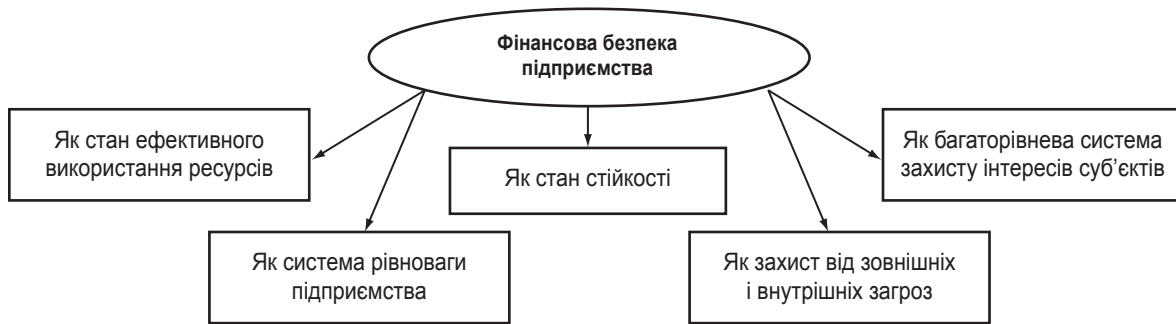 Фінансова безпека
підприємства
Як стан ефективного
використання ресурсів
Як стан стійкості
Як багаторівнева система
захисту інтересів суб’єктів
Як система рівноваги
підприємства
Як захист від зовнішніх
і внутрішніх загроз